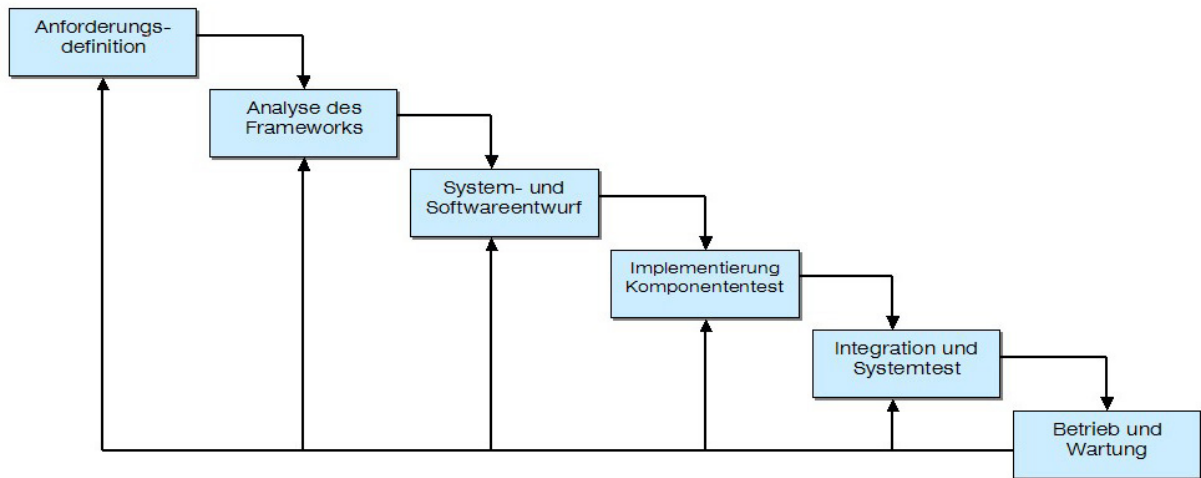 Anforderungs-
definition
Analyse des
Frameworks
System- und
Softwareentwurf
Implementierung
Komponententest
Integration und
Systemtest
Betrieb und
Wartung